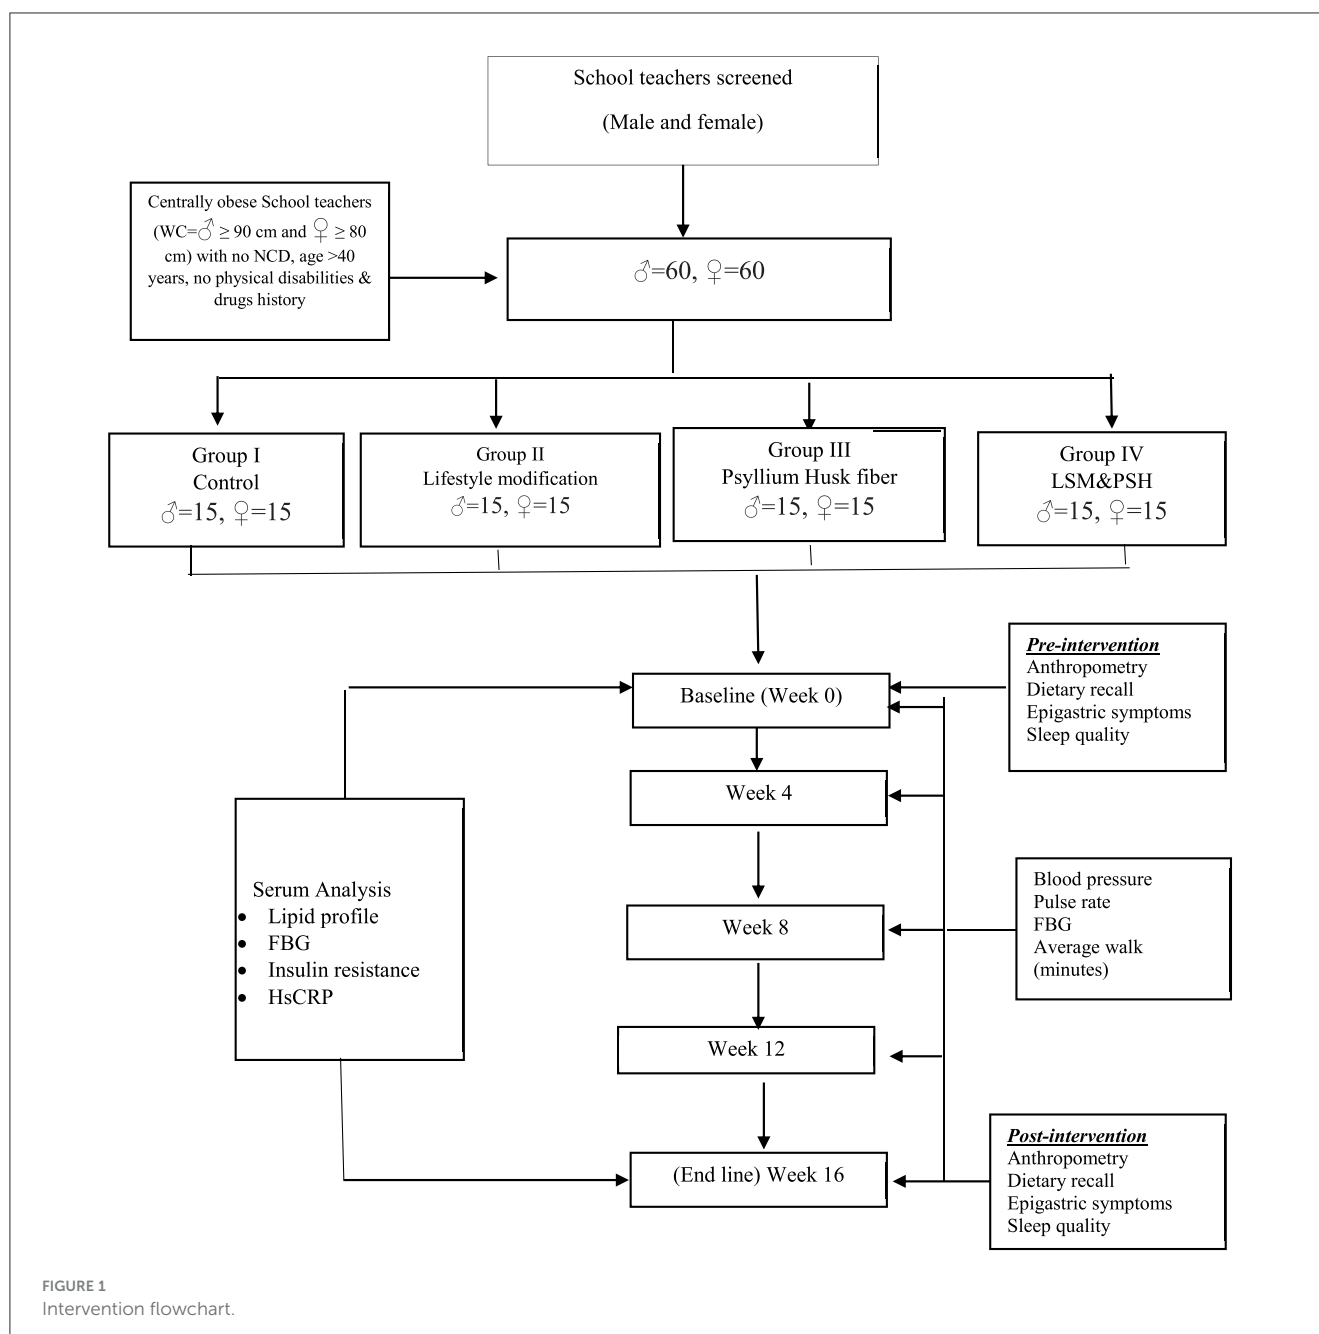 School teachers screened
(Male and female)
Centrally obese School teachers
(WC=♂ ≥ 90 cm and ♀ ≥ 80
cm) with no NCD, age >40
years, no physical disabilities &
drugs history
♂=60, ♀=60
Group I
Control
♂=15, ♀=15
Group II
Lifestyle modification
♂=15, ♀=15
Group III
Psyllium Husk fiber
♂=15, ♀=15
Group IV
LSM&PSH
♂=15, ♀=15
Pre-intervention
Anthropometry
Dietary recall
Epigastric symptoms
Sleep quality
Baseline (Week 0)
Week 4
Serum Analysis
• Lipid profile
• FBG
• Insulin resistance
• HsCRP
Blood pressure
Pulse rate
FBG
Average walk
(minutes)
Week 8
Week 12
(End line) Week 16
Post-intervention
Anthropometry
Dietary recall
Epigastric symptoms
Sleep quality
FIGURE 1
Intervention flowchart.